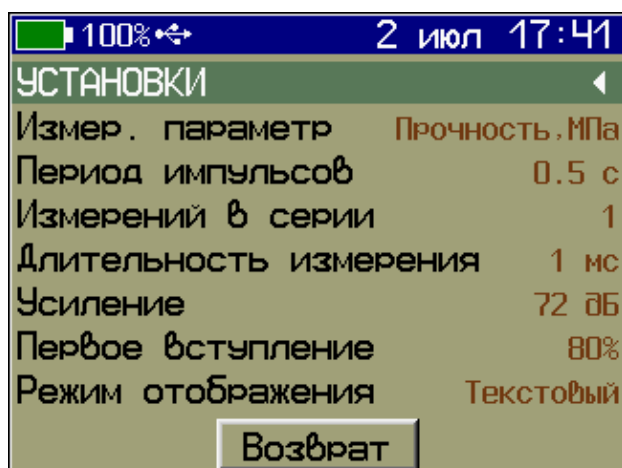 100% 2 июл 17:41
УСТАНОВКИ
Измер. параметр Прочность,МПа
Период импульсов 0.5 с
Измерений в серии 1
Длительность измерения 1 мс
Усиление 72 дБ
Первое вступление 80%
Режим отображения Текстовый
Возврат